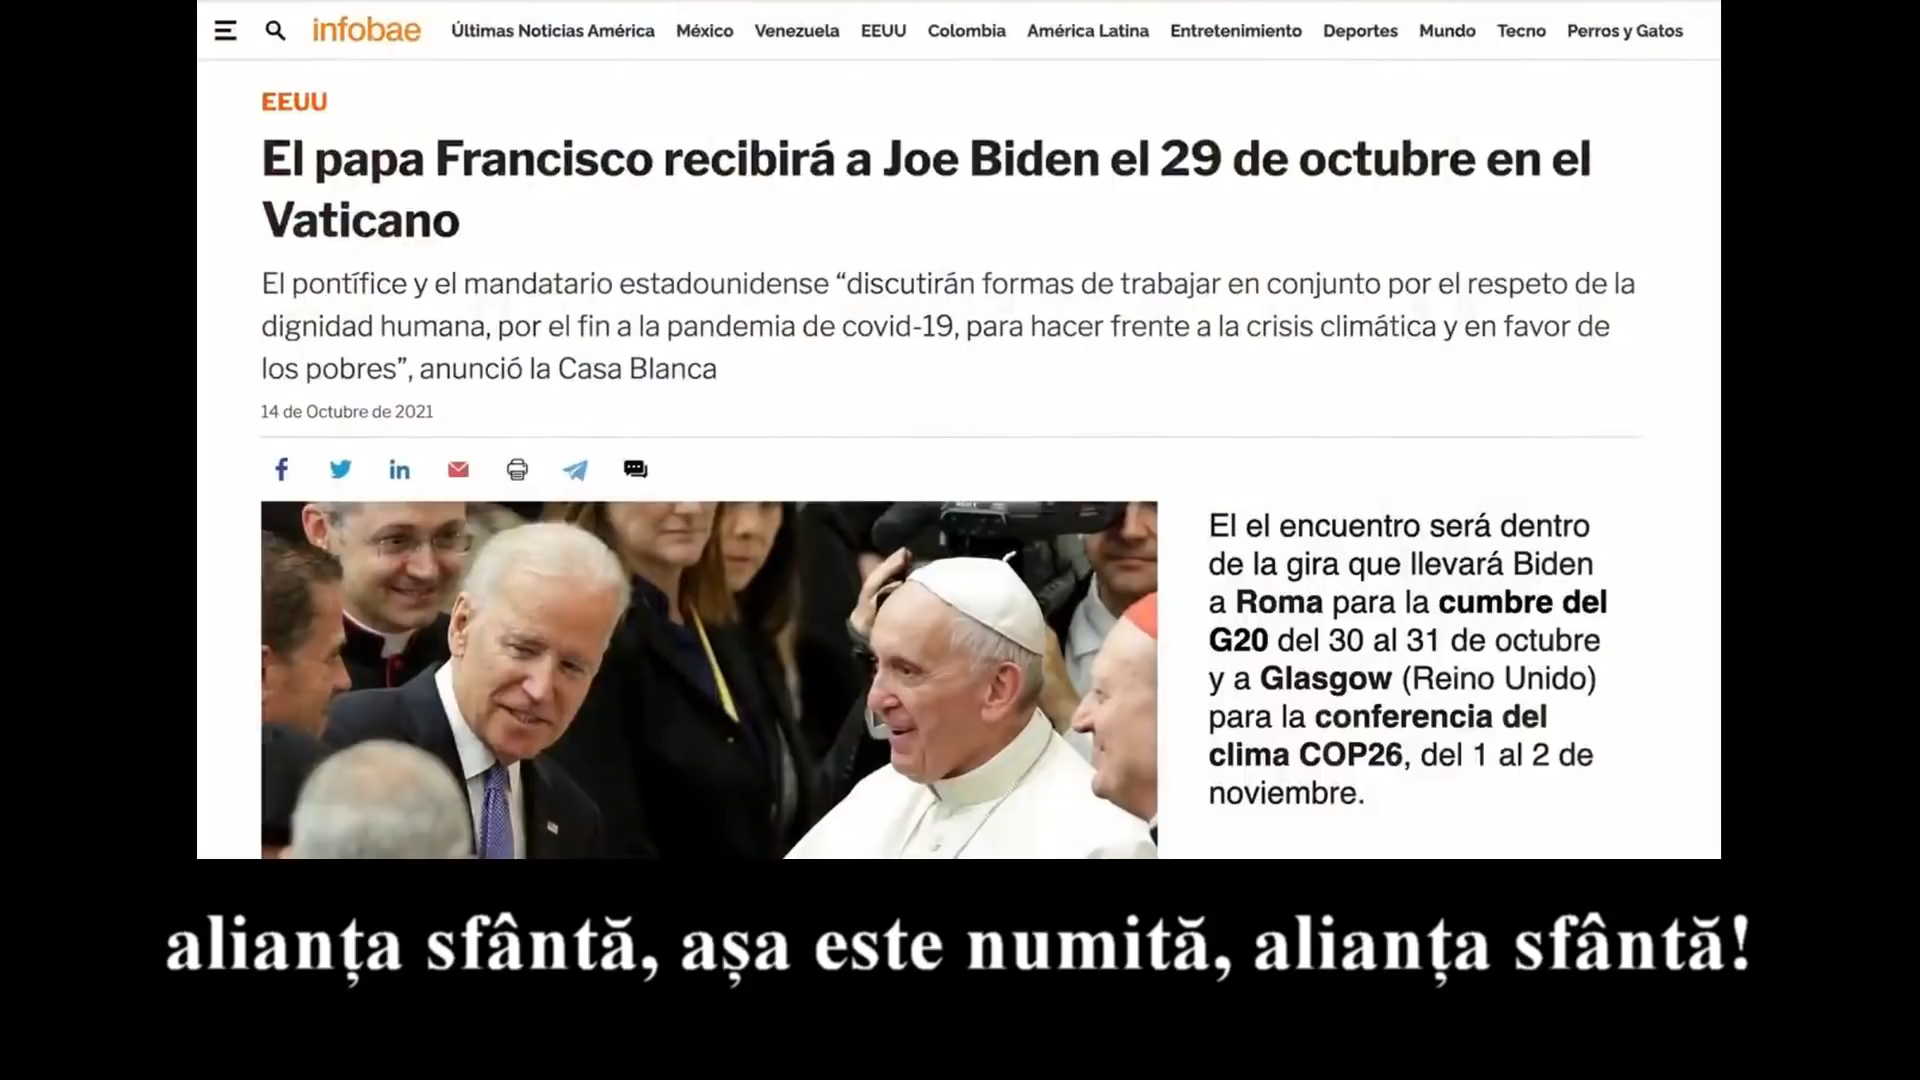 infobae Últimas Noticias América México Venezuela EEUU Colombia América Latina Entretenimiento Deportes Mundo Tecno Perros y Gatos
EEUU
El papa Francisco recibirá a Joe Biden el 29 de octubre en el
Vaticano
El pontífice y el mandatario estadounidense “discutirán formas de trabajar en conjunto por el respeto de la
dignidad humana, por el fin a la pandemia de covid-19, para hacer frente a la crisis climática y en favor de
los pobres”, anunció la Casa Blanca
14 de Octubre de 2021
El el encuentro será dentro
de la gira que llevará Biden
a Roma para la cumbre del
G20 del 30 al 31 de octubre
y a Glasgow (Reino Unido)
para la conferencia del
clima COP26, del 1 al 2 de
noviembre.
alianța sfântă, așa este numită, alianța sfântă!